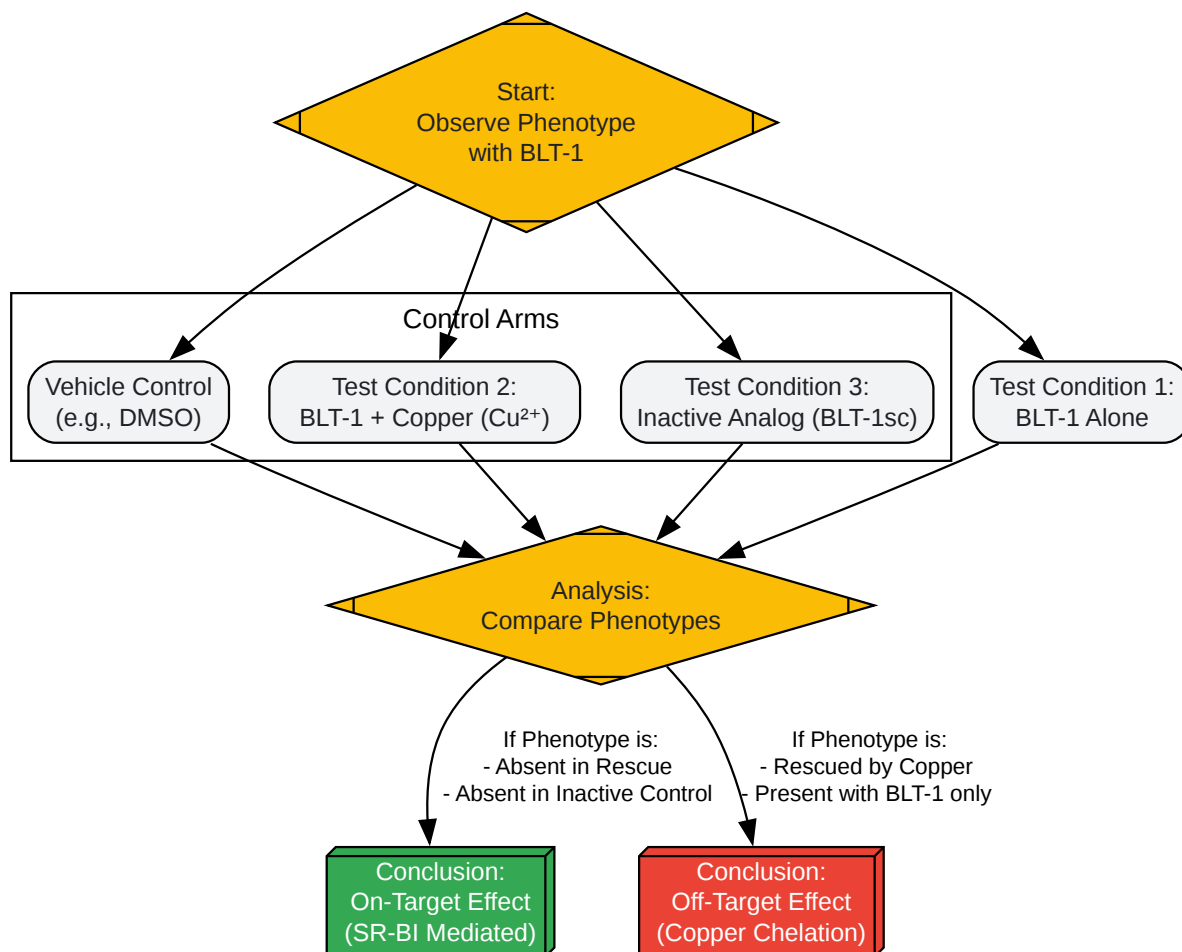 Start:
Observe Phenotype
with BLT-1
Control Arms
Vehicle Control
(e.g., DMSO)
Test Condition 2:
BLT-1 + Copper (Cu²⁺)
Test Condition 3:
Inactive Analog (BLT-1sc)
Test Condition 1:
BLT-1 Alone
Analysis:
Compare Phenotypes
If Phenotype is:
- Absent in Rescue
- Absent in Inactive Control
If Phenotype is:
- Rescued by Copper
- Present with BLT-1 only
Conclusion:
On-Target Effect
(SR-BI Mediated)
Conclusion:
Off-Target Effect
(Copper Chelation)